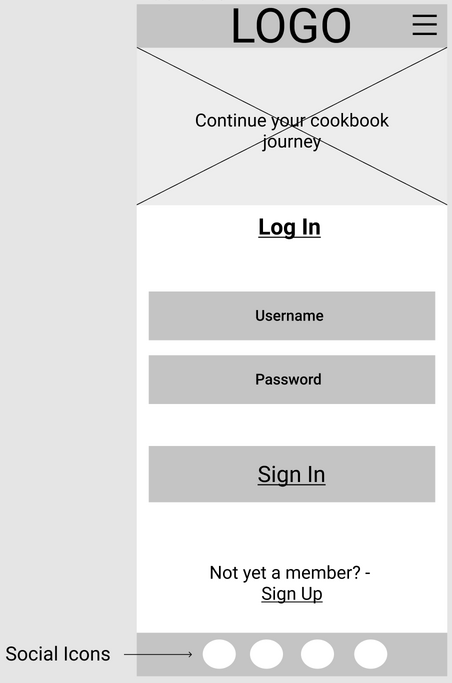 LOGO
Continue your cookbook
journey
Log In
Username
Password
Sign In
Not yet a member? -
Sign Up
Social Icons